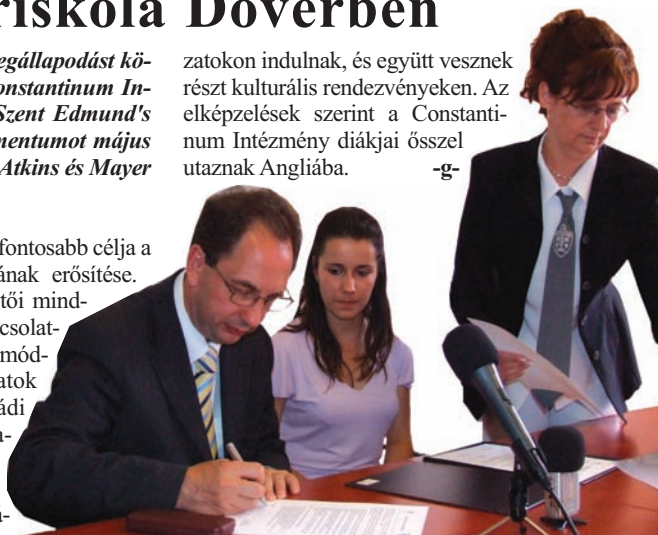 riskola Doverben
egállapodást kö-
onstantinum In-
Szent Edmund's
mentumot május
Atkins és Mayer
fontosabb célja a
ának erősítése.
tői mind-
csolat-
mód-
atok
ádi
a-
a-
zatokon indulnak, és együtt vesznek
részt kulturális rendezvényeken. Az
elképzelések szerint a Constanti-
num Intézmény diákjai ősszel
utaznak Angliába. -g-